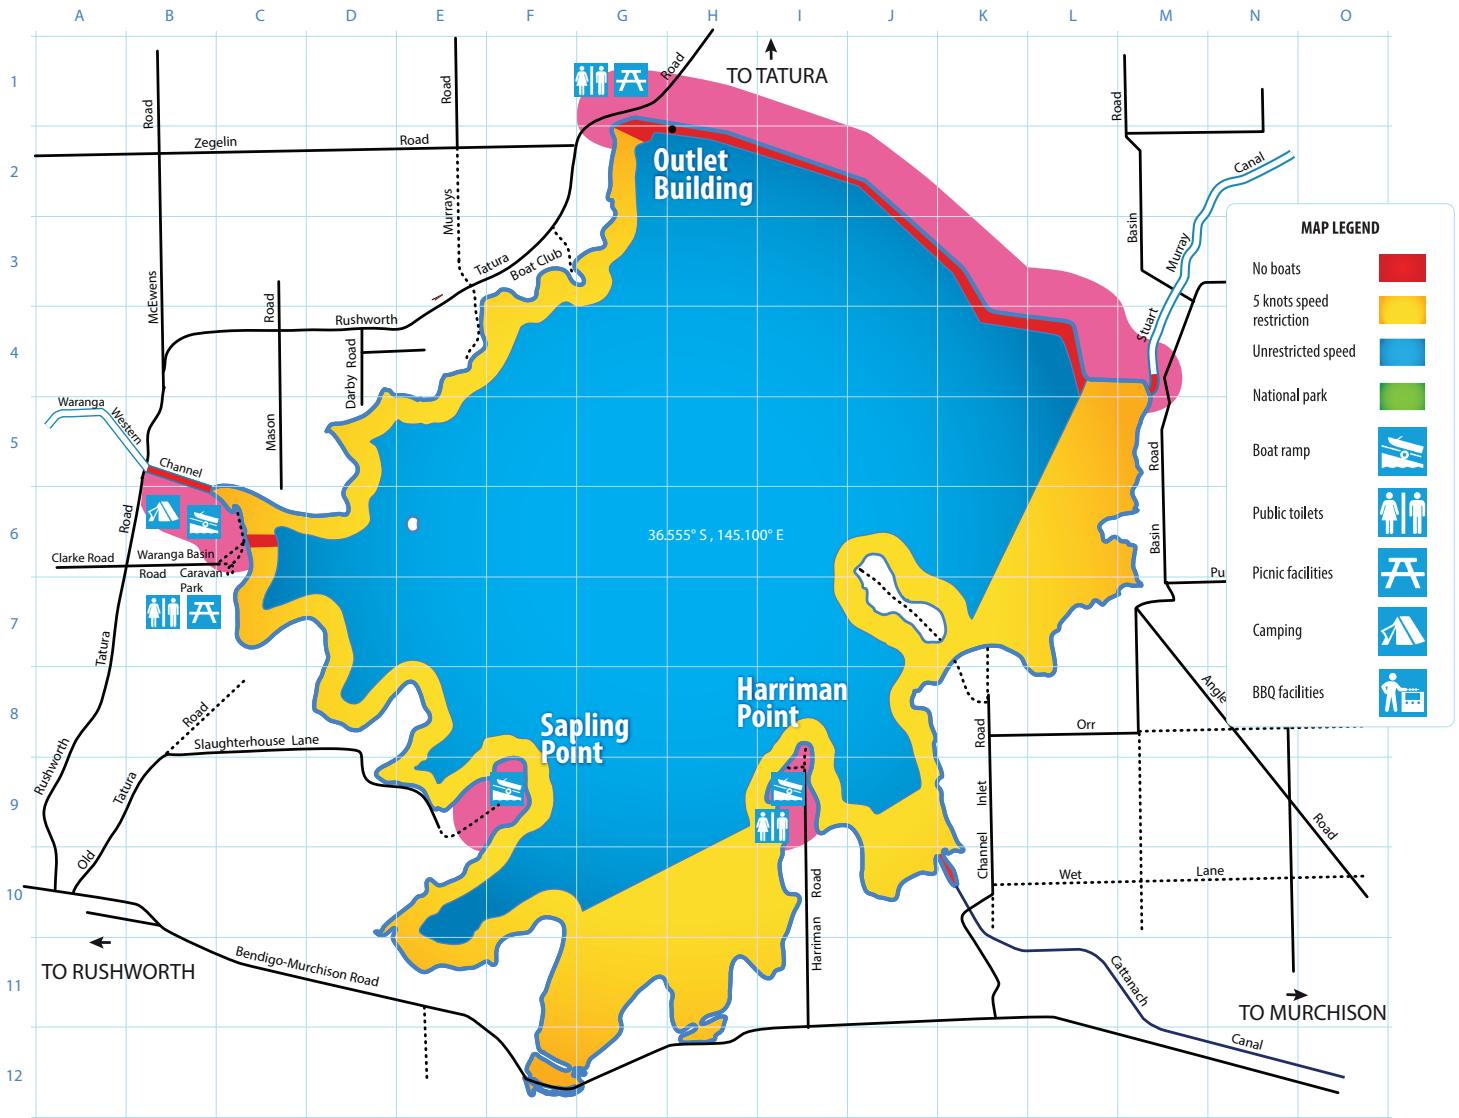 A B C D E F G H I J K L M N O
1
2
3
4
5
6
7
8
9
10
11
12
TO TATURA
Road
Road
Road
Road
Zegelin
Road
Outlet
Building
Canal
Murray
Stuart
Basin
Road
Basin
Murrays
Tatura
Boat Club
McEwens
Road
Rushworth
Darby Road
Mason
Waranga
Western
Channel
Road
Clarke Road
Waranga Basin
Road
Caravan
Park
Tatura
Rushworth
36.555° S , 145.100° E
Pu
MAP LEGEND
No boats
5 knots speed
restriction
Unrestricted speed
National park
Boat ramp
Public toilets
Picnic facilities
Camping
BBQ facilities
Harriman
Point
Sapling
Point
Road
Slaughterhouse Lane
Tatura
Old
Angle
Road
Orr
Road
Inlet
Channel
Wet
Lane
Road
Harriman
TO RUSHWORTH
Bendigo-Murchison Road
Cattanach
Canal
TO MURCHISON